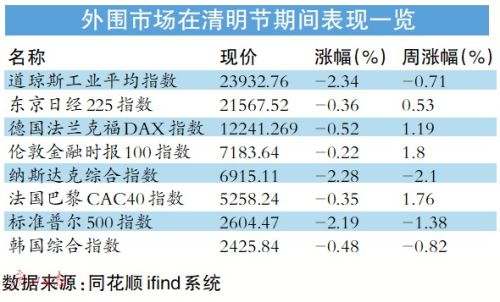 外围市场在清明节期间表现一览
名称 现价 涨幅(%) 周涨幅(%)
道琼斯工业平均指数 23932.76 −2.34 −0.71
东京日经225指数 21567.52 −0.36 0.53
德国法兰克福DAX指数 12241.269 −0.52 1.19
伦敦金融时报100指数 7183.64 −0.22 1.8
纳斯达克综合指数 6915.11 −2.28 −2.1
法国巴黎CAC40指数 5258.24 −0.35 1.76
标准普尔500指数 2604.47 −2.19 −1.38
韩国综合指数 2425.84 −0.48 −0.82
数据来源:同花顺ifind系统